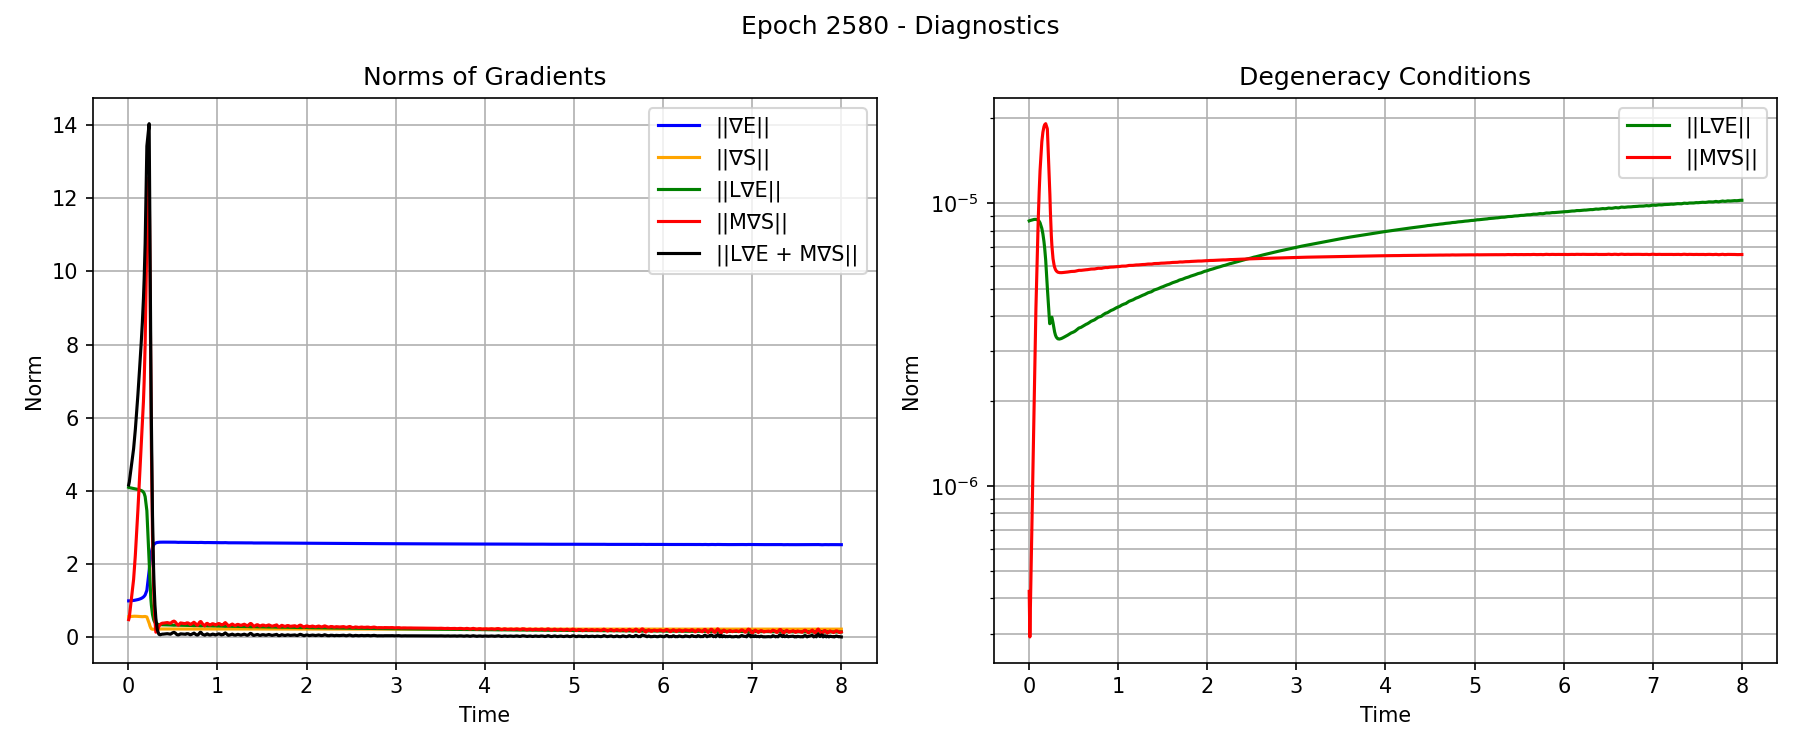 Epoch 2580 - Diagnostics
Norms of Gradients
Norm
14
12
10
8
6
4
2
0
0 1 2 3 4 5 6 7 8
Time
||∇E||
||∇S||
||L∇E||
||M∇S||
||L∇E + M∇S||
Degeneracy Conditions
Norm
10⁻⁵
10⁻⁶
0 1 2 3 4 5 6 7 8
Time
||L∇E||
||M∇S||